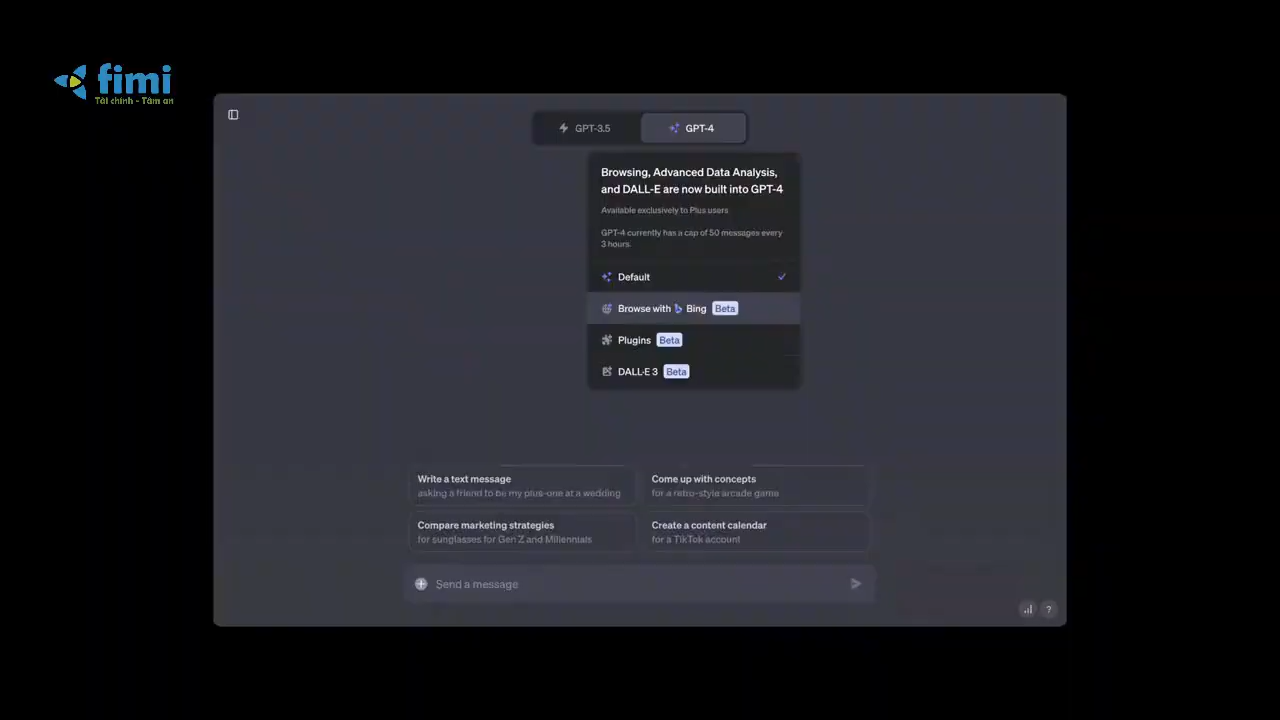 fimi
Tài chính - Tâm an
GPT-3.5
GPT-4
Browsing, Advanced Data Analysis,
and DALL-E are now built into GPT-4
Available exclusively to Plus users
GPT-4 currently has a cap of 50 messages every
3 hours.
Default
Browse with Bing Beta
Plugins Beta
DALL·E 3 Beta
Write a text message
asking a friend to be my plus-one at a wedding
Come up with concepts
for a retro-style arcade game
Compare marketing strategies
for sunglasses for Gen Z and Millennials
Create a content calendar
for a TikTok account
Send a message
?